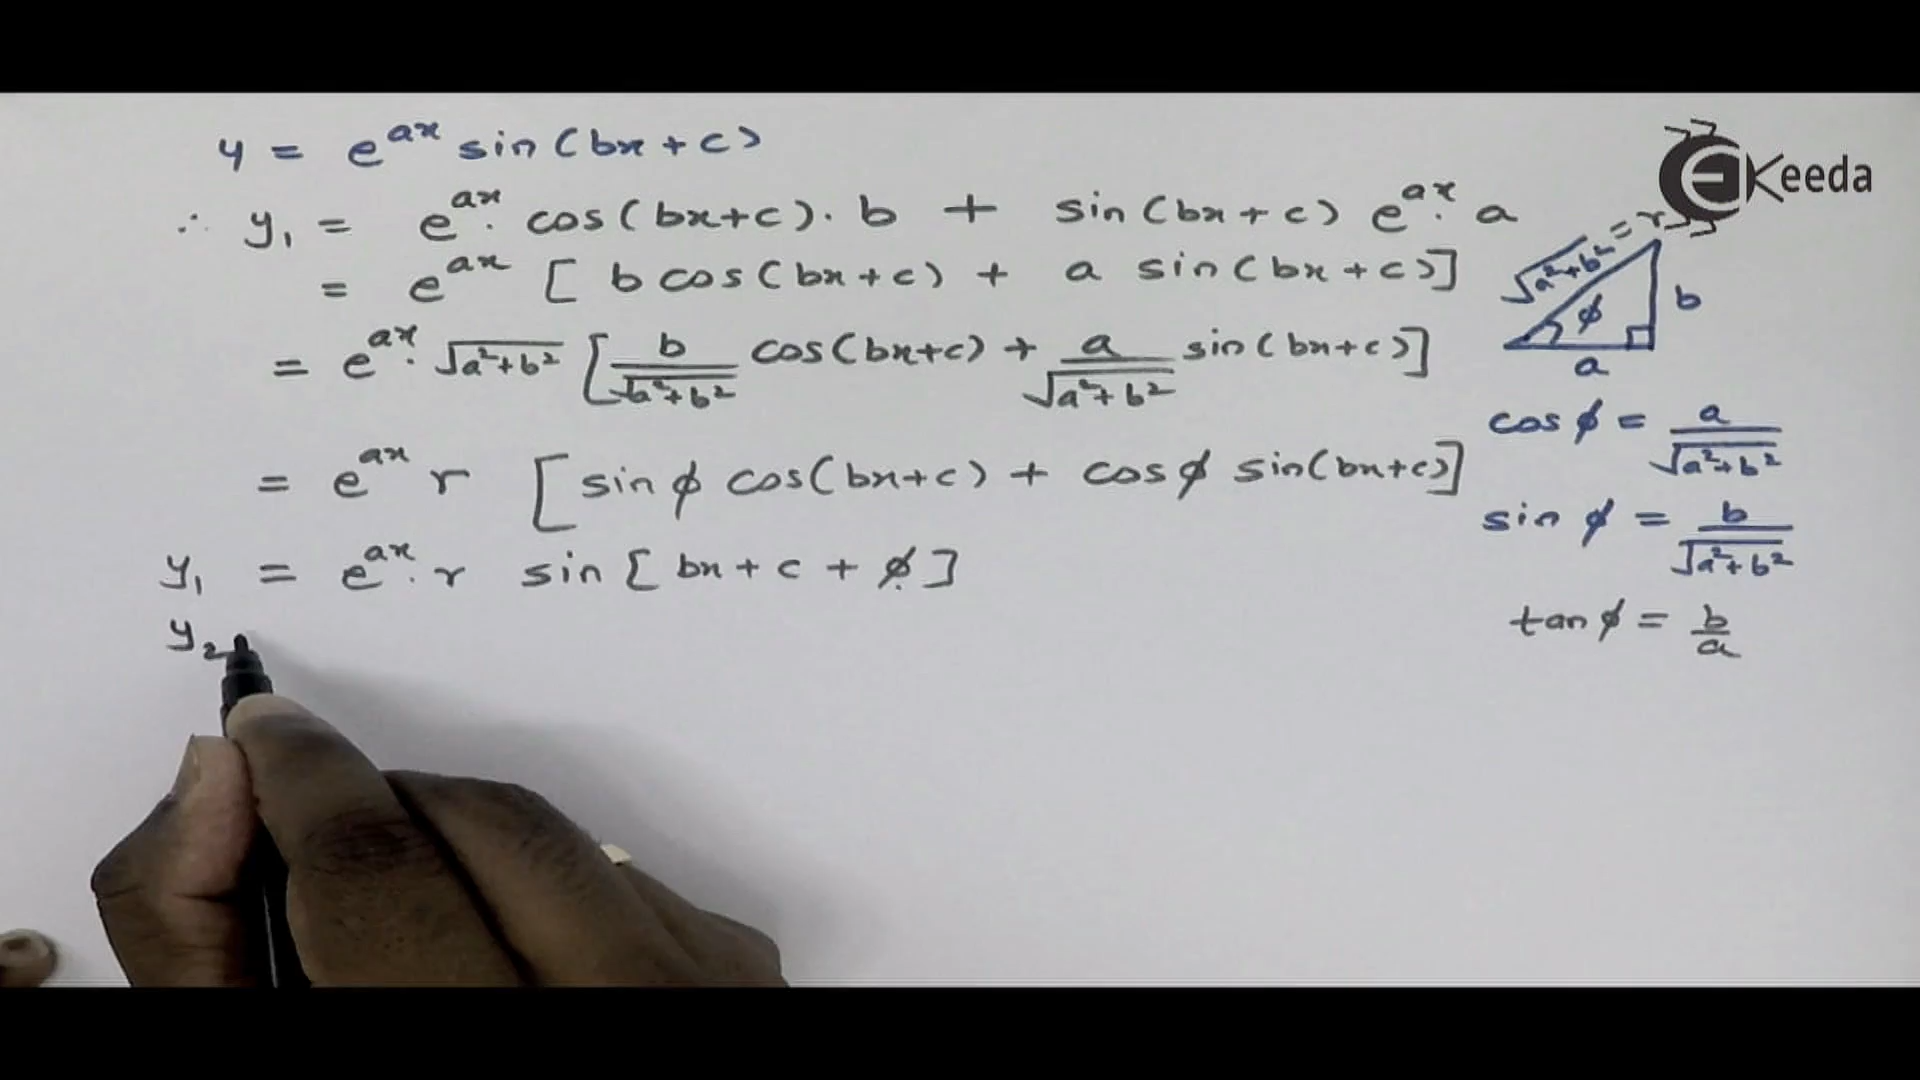 y = e^{ax} sin(bx + c)
∴ y₁ = e^{ax}. cos(bx+c). b + sin(bx + c) e^{ax}. a
= e^{ax} [ b cos(bx + c) + a sin(bx + c)]
= e^{ax}. √(a²+b²) [ b/√(a²+b²) cos(bx+c) + a/√(a²+b²) sin(bx+c)]
= e^{ax} r [ sin ϕ cos(bx+c) + cos ϕ sin(bx+c)]
y₁ = e^{ax}. r sin [ bx + c + ϕ ]
y₂
EKeeda
√(a²+b²) = r
ϕ
b
a
cos ϕ = a/√(a²+b²)
sin ϕ = b/√(a²+b²)
tan ϕ = b/a